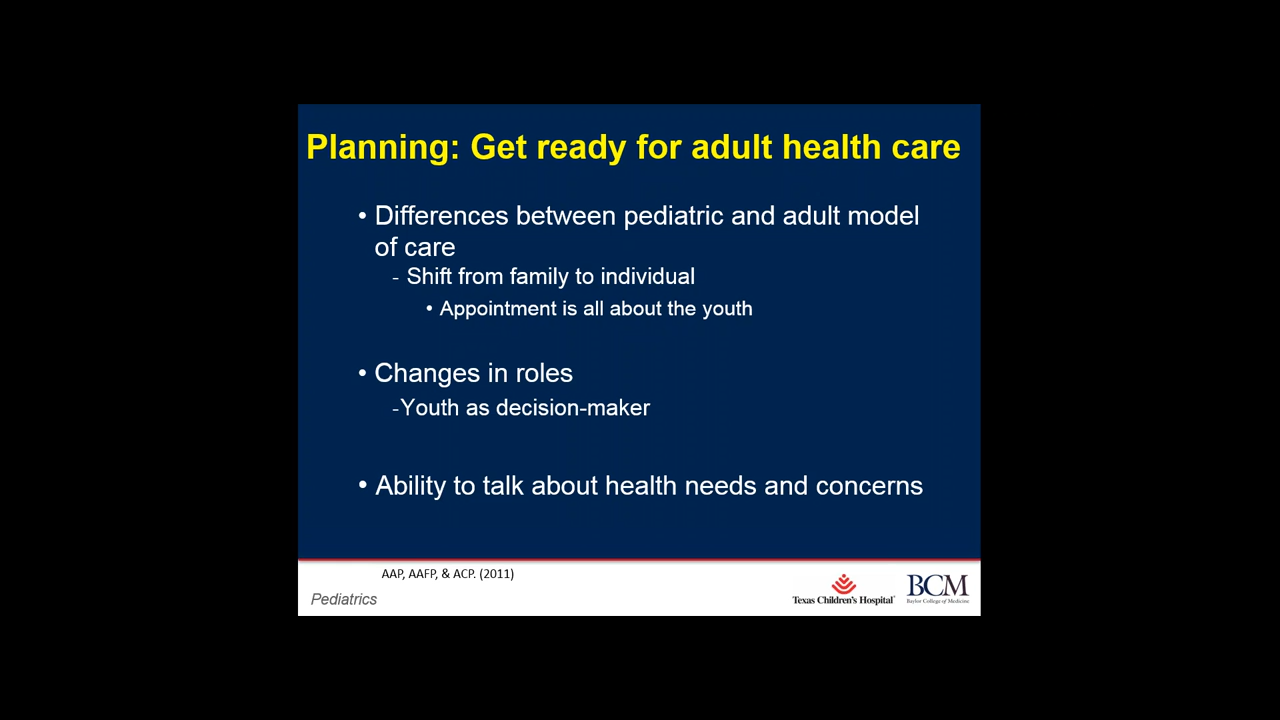 Planning: Get ready for adult health care
• Differences between pediatric and adult model
of care
- Shift from family to individual
• Appointment is all about the youth
• Changes in roles
-Youth as decision-maker
• Ability to talk about health needs and concerns
AAP, AAFP, & ACP. (2011)
Pediatrics
Texas Children's Hospital
BCM
Baylor College of Medicine